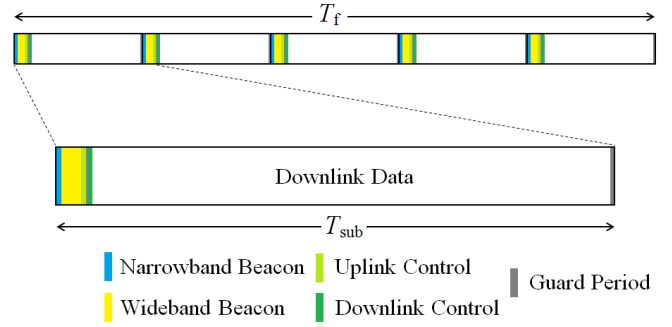 T_f
Downlink Data
T_sub
Narrowband Beacon
Uplink Control
Guard Period
Wideband Beacon
Downlink Control